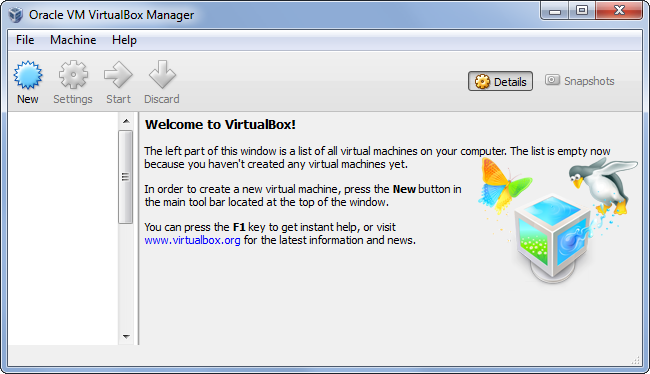 Oracle VM VirtualBox Manager
File Machine Help
New Settings Start Discard
Details Snapshots
Welcome to VirtualBox!
The left part of this window is a list of all virtual machines on your computer. The list is empty now
because you haven't created any virtual machines yet.
In order to create a new virtual machine, press the New button in
the main tool bar located at the top of the window.
You can press the F1 key to get instant help, or visit
www.virtualbox.org for the latest information and news.